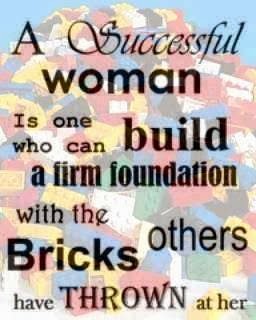 A Successful
woman
Is one
who can build
a firm foundation
with the others
Bricks
have THROWN at her